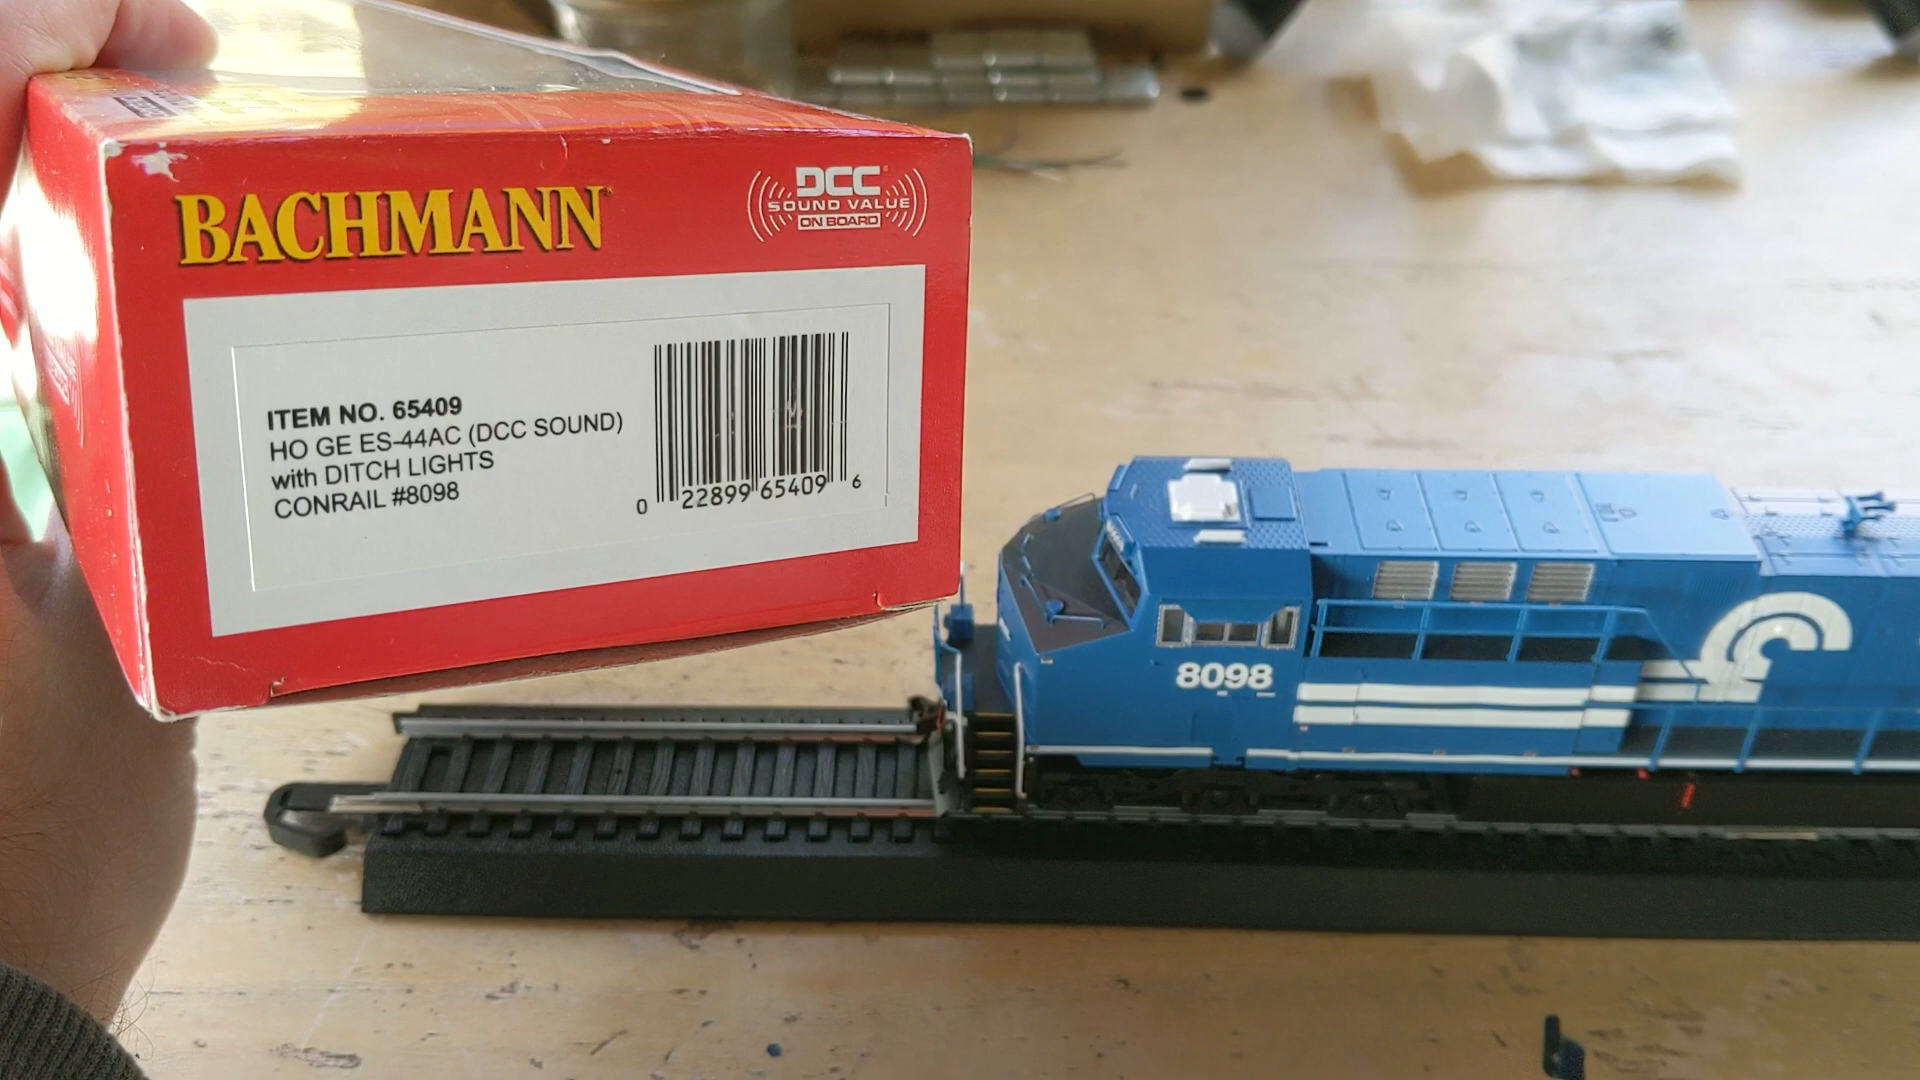 BACHMANN
DCC
SOUND VALUE
ON BOARD
ITEM NO. 65409
HO GE ES-44AC (DCC SOUND)
with DITCH LIGHTS
CONRAIL #8098
0 22899 65409 6
8098